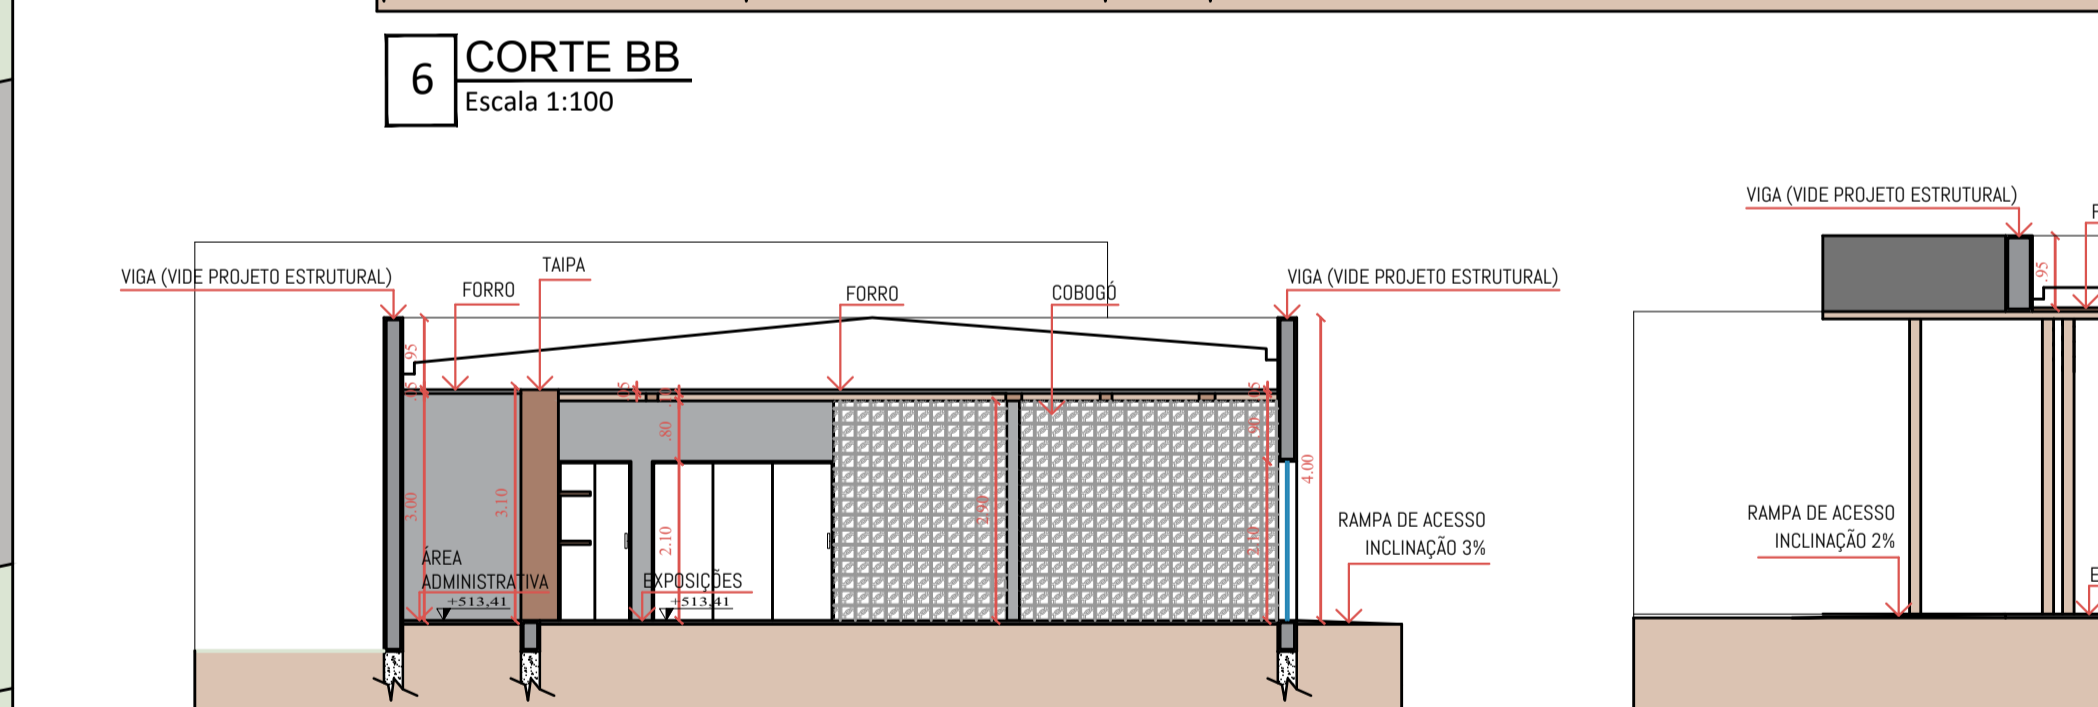 6
CORTE BB
Escala 1:100
VIGA (VIDE PROJETO ESTRUTURAL)
TAIPA
FORRO
FORRO
COBOGÓ
VIGA (VIDE PROJETO ESTRUTURAL)
.95
.05
.05
.10
.05
.80
.90
3.00
3.10
2.10
2.90
2.10
4.00
ÁREA
ADMINISTRATIVA
+513,41
EXPOSIÇÕES
+513,41
RAMPA DE ACESSO
INCLINAÇÃO 3%
VIGA (VIDE PROJETO ESTRUTURAL)
.95
RAMPA DE ACESSO
INCLINAÇÃO 2%